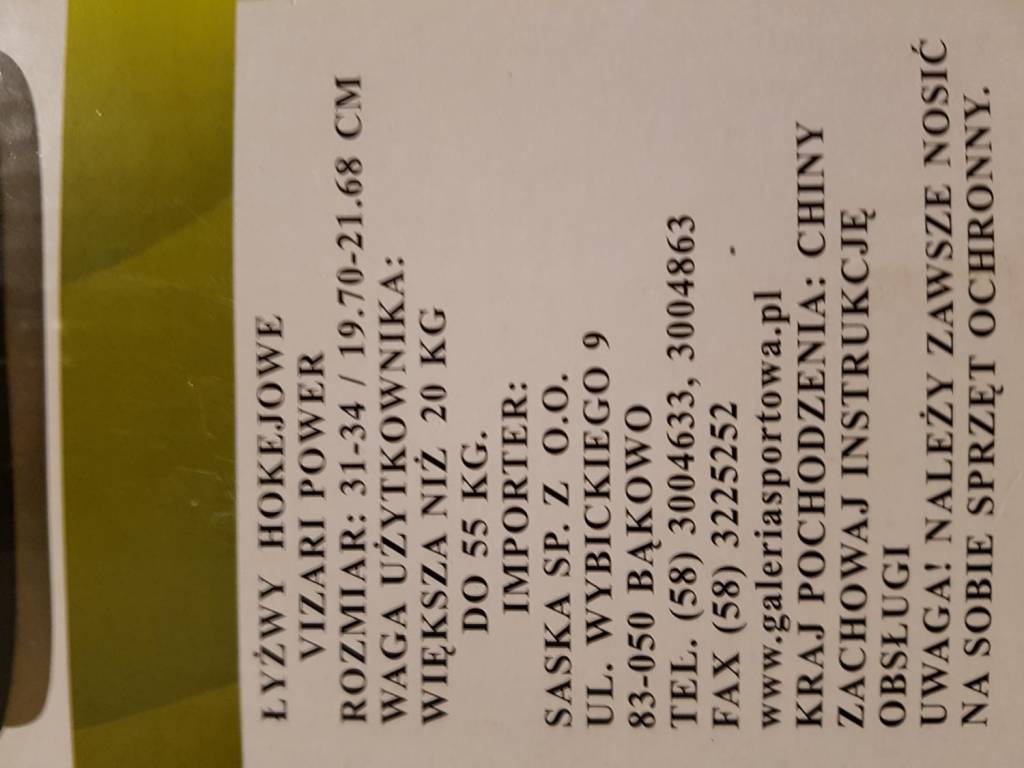 ŁYŻWY HOKEJOWE
VIZARI POWER
ROZMIAR: 31-34 / 19.70-21.68 CM
WAGA UŻYTKOWNIKA:
WIĘKSZA NIŻ 20 KG
DO 55 KG.
IMPORTER:
SASKA SP. Z O.O.
UL. WYBICKIEGO 9
83-050 BĄKOWO
TEL. (58) 3004633, 3004863
FAX (58) 3225252
www.galeriasportowa.pl
KRAJ POCHODZENIA: CHINY
ZACHOWAJ INSTRUKCJĘ
OBSŁUGI
UWAGA! NALEŻY ZAWSZE NOSIĆ
NA SOBIE SPRZĘT OCHRONNY.